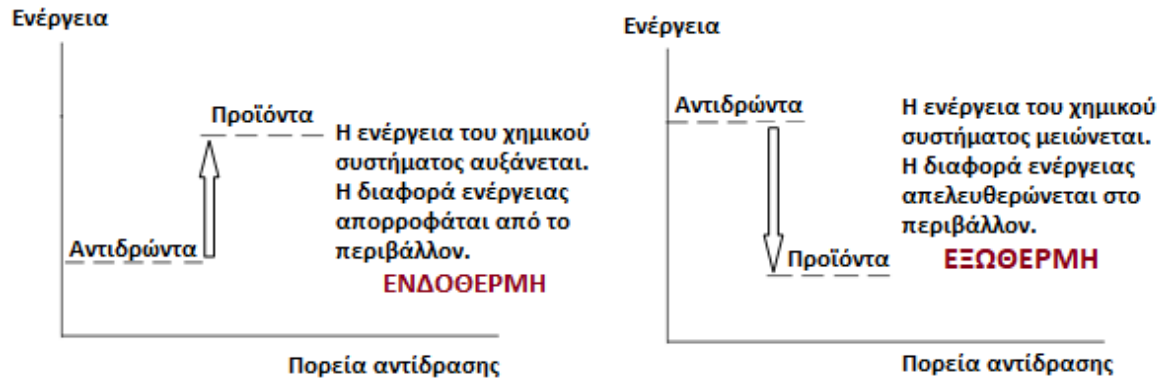 Ενέργεια
Προϊόντα
Η ενέργεια του χημικού
συστήματος αυξάνεται.
Η διαφορά ενέργειας
απορροφάται από το
περιβάλλον.
Αντιδρώντα
ΕΝΔΟΘΕΡΜΗ
Πορεία αντίδρασης
Ενέργεια
Αντιδρώντα
Η ενέργεια του χημικού
συστήματος μειώνεται.
Η διαφορά ενέργειας
απελευθερώνεται στο
περιβάλλον.
Προϊόντα
ΕΞΩΘΕΡΜΗ
Πορεία αντίδρασης